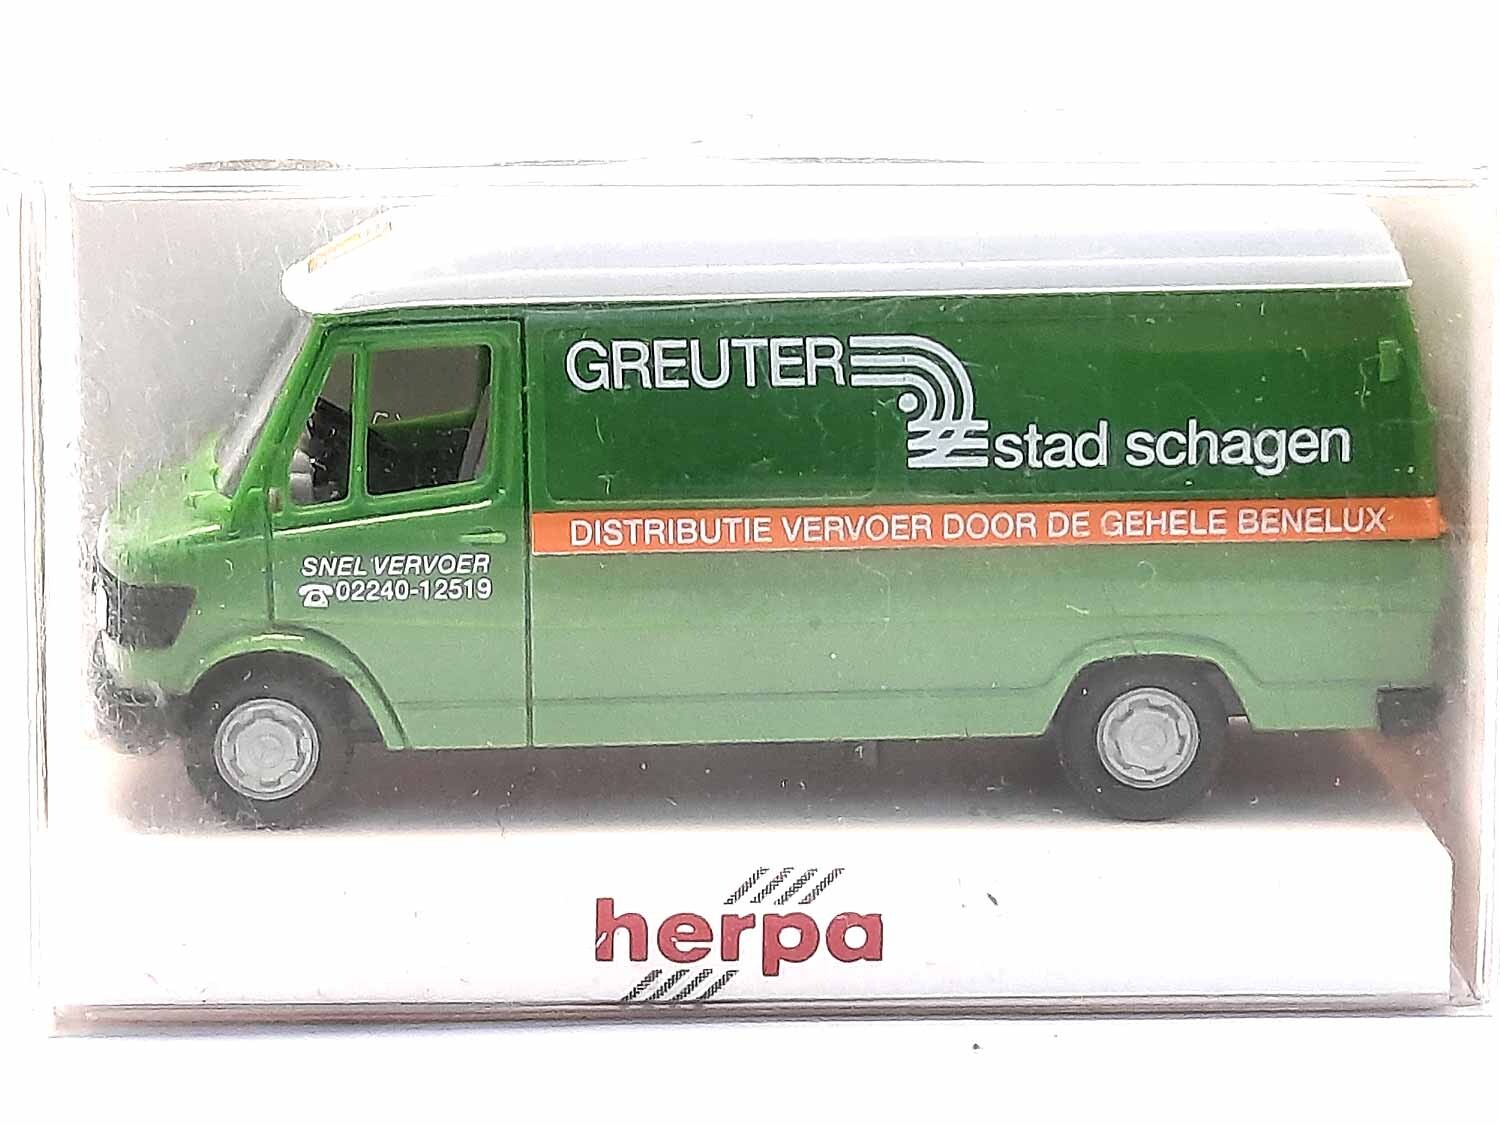 GREUTER
stad schagen
DISTRIBUTIE VERVOER DOOR DE GEHELE BENELUX
SNEL VERVOER
☎02240-12519
herpa